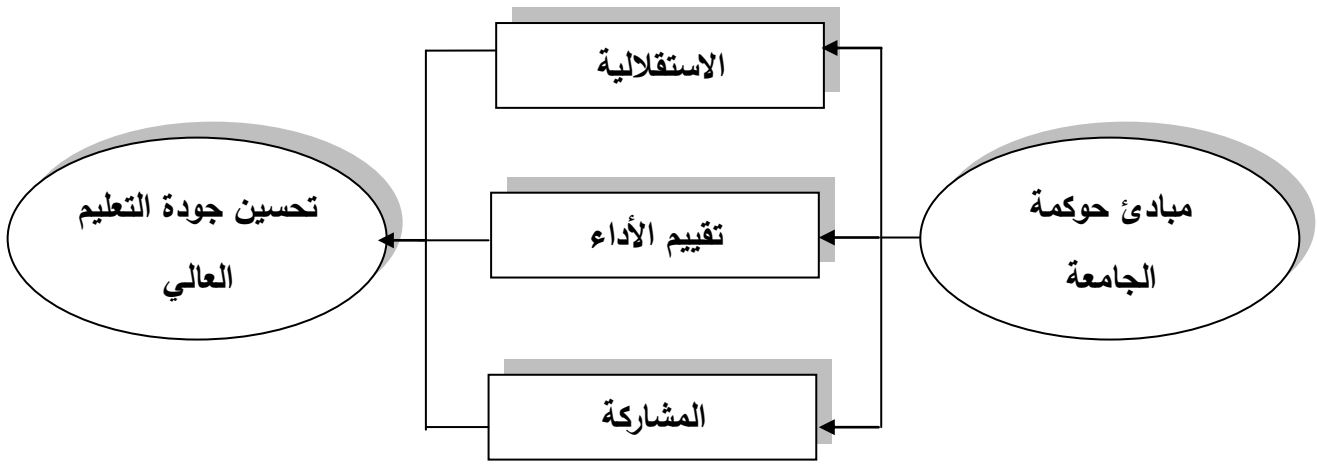 مبادئ حوكمة
الجامعة
الاستقلالية
تقييم الأداء
المشاركة
تحسين جودة التعليم
العالي